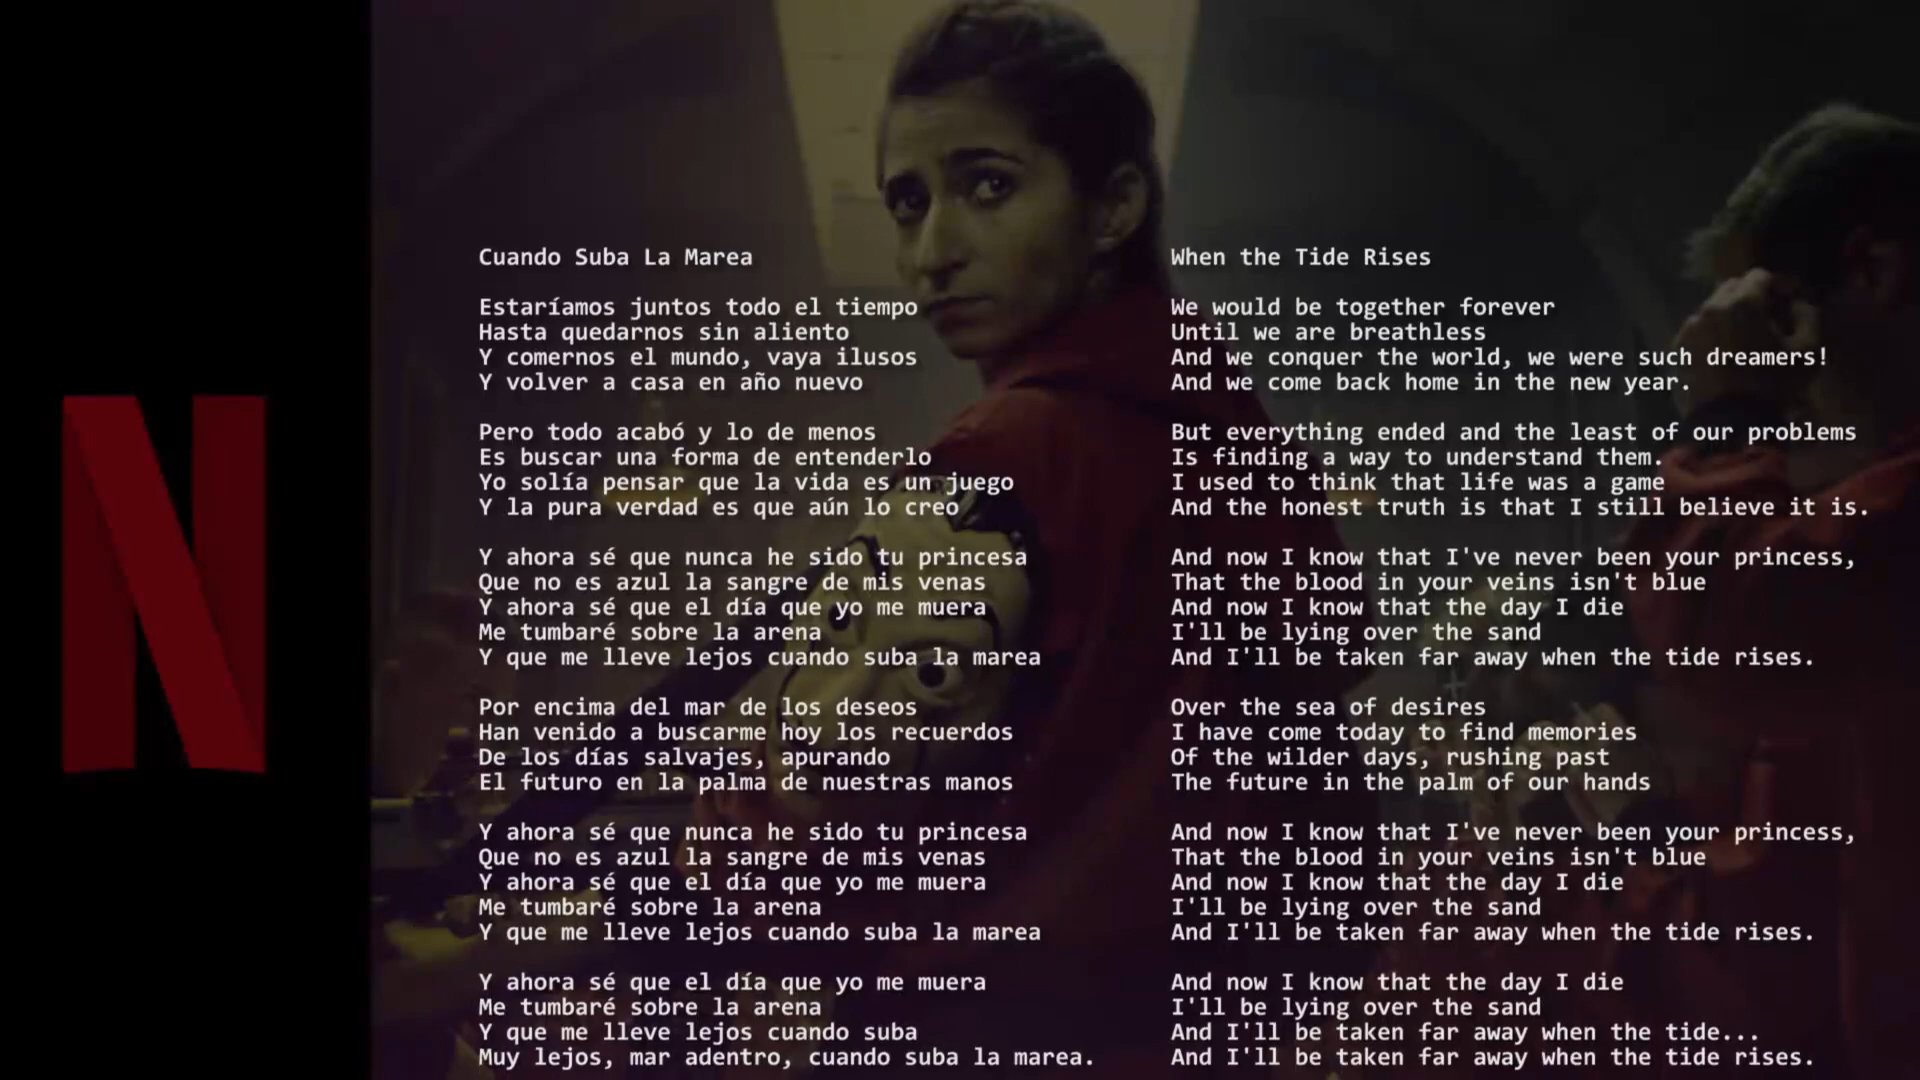 Cuando Suba La Marea
Estaríamos juntos todo el tiempo
Hasta quedarnos sin aliento
Y comernos el mundo, vaya ilusos
Y volver a casa en año nuevo
Pero todo acabó y lo de menos
Es buscar una forma de entenderlo
Yo solía pensar que la vida es un juego
Y la pura verdad es que aún lo creo
Y ahora sé que nunca he sido tu princesa
Que no es azul la sangre de mis venas
Y ahora sé que el día que yo me muera
Me tumbaré sobre la arena
Y que me lleve lejos cuando suba la marea
Por encima del mar de los deseos
Han venido a buscarme hoy los recuerdos
De los días salvajes, apurando
El futuro en la palma de nuestras manos
Y ahora sé que nunca he sido tu princesa
Que no es azul la sangre de mis venas
Y ahora sé que el día que yo me muera
Me tumbaré sobre la arena
Y que me lleve lejos cuando suba la marea
Y ahora sé que el día que yo me muera
Me tumbaré sobre la arena
Y que me lleve lejos cuando suba
Muy lejos, mar adentro, cuando suba la marea.
When the Tide Rises
We would be together forever
Until we are breathless
And we conquer the world, we were such dreamers!
And we come back home in the new year.
But everything ended and the least of our problems
Is finding a way to understand them.
I used to think that life was a game
And the honest truth is that I still believe it is.
And now I know that I've never been your princess,
That the blood in your veins isn't blue
And now I know that the day I die
I'll be lying over the sand
And I'll be taken far away when the tide rises.
Over the sea of desires
I have come today to find memories
Of the wilder days, rushing past
The future in the palm of our hands
And now I know that I've never been your princess,
That the blood in your veins isn't blue
And now I know that the day I die
I'll be lying over the sand
And I'll be taken far away when the tide rises.
And now I know that the day I die
I'll be lying over the sand
And I'll be taken far away when the tide...
And I'll be taken far away when the tide rises.
N